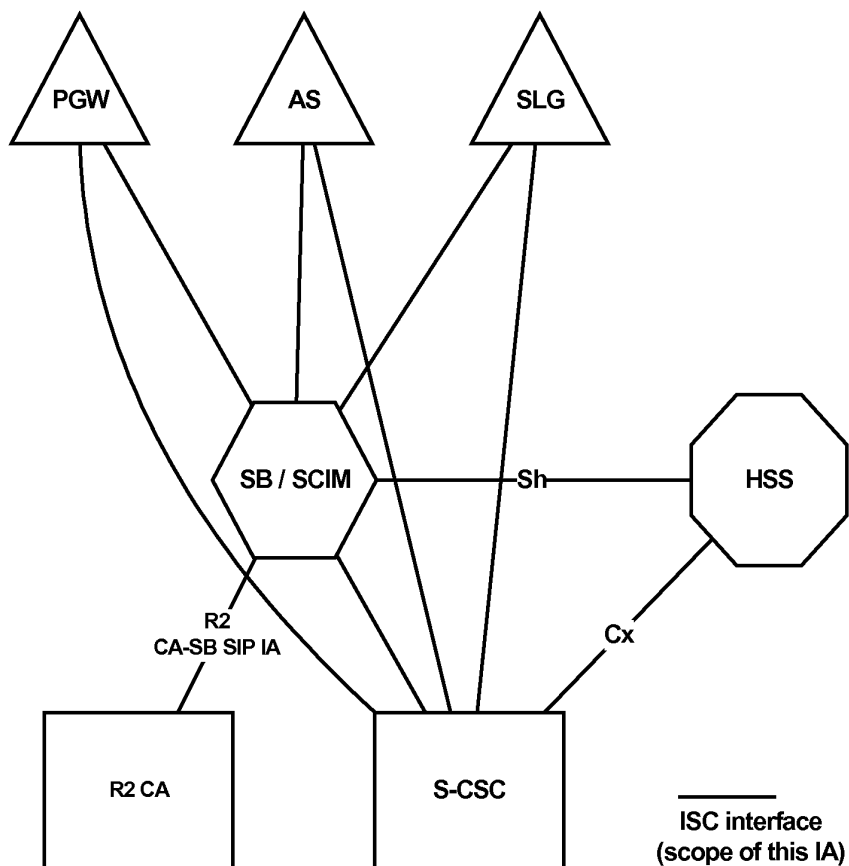 PGW
AS
SLG
SB / SCIM
Sh
HSS
R2
CA-SB SIP IA
Cx
R2 CA
S-CSC
ISC interface
(scope of this IA)